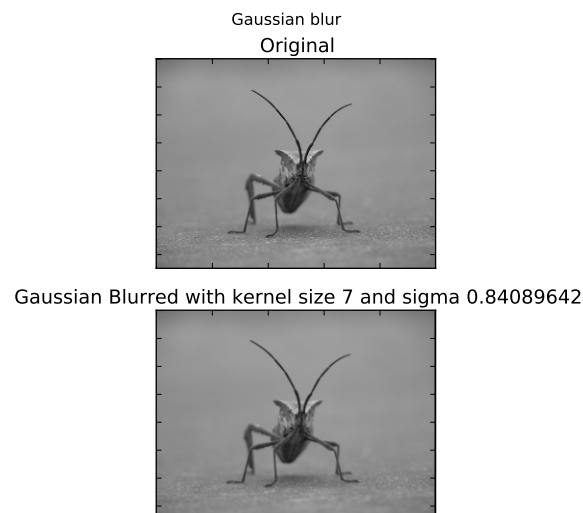 Gaussian blur
Original
Gaussian Blurred with kernel size 7 and sigma 0.84089642